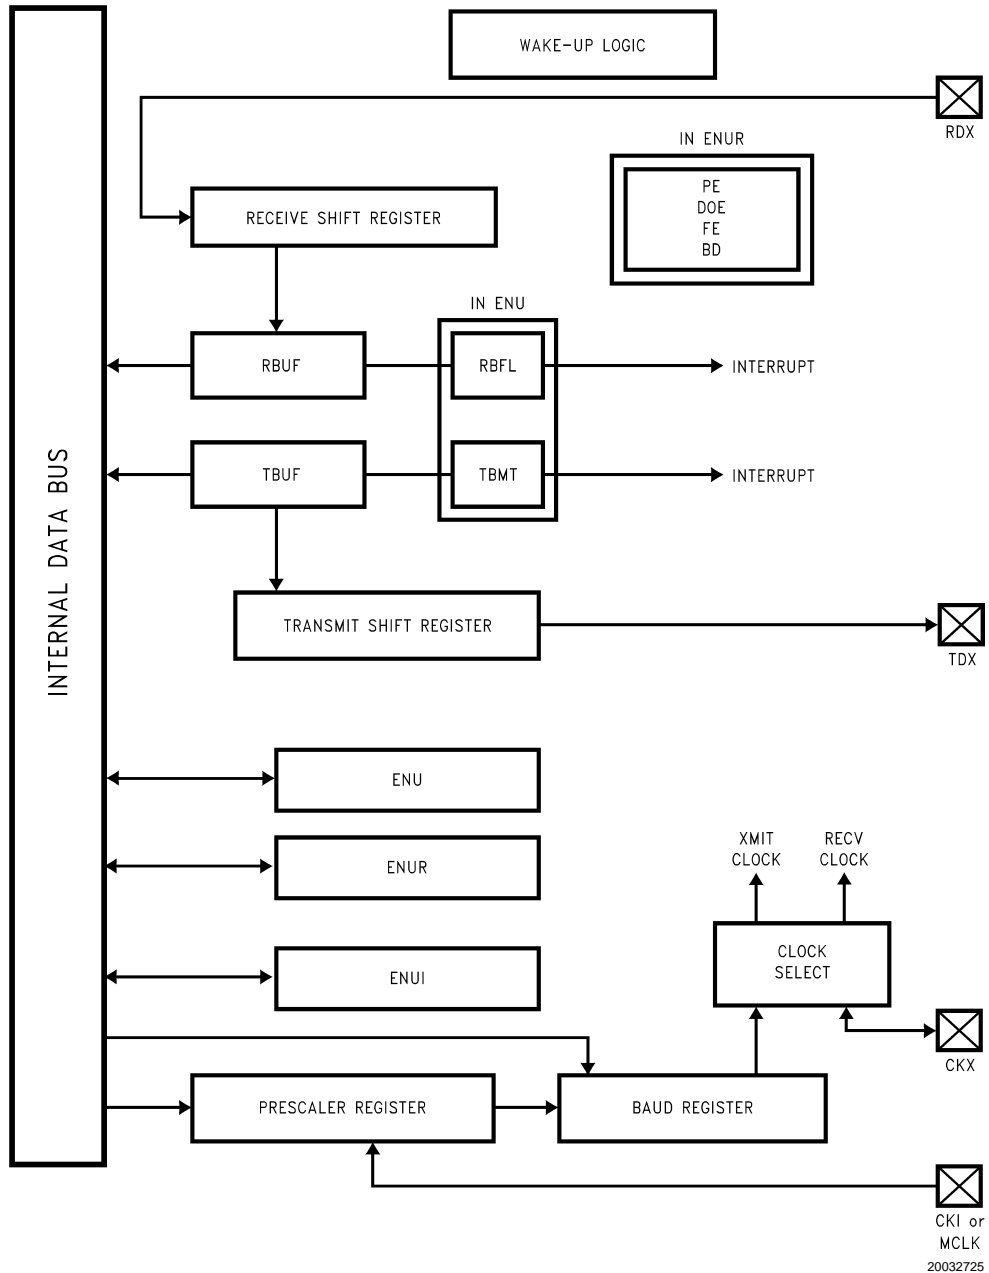 WAKE-UP LOGIC
RDX
IN ENUR
PE
DOE
FE
BD
RECEIVE SHIFT REGISTER
IN ENU
RBUF
RBFL
INTERRUPT
TBUF
TBMT
INTERRUPT
INTERNAL DATA BUS
TRANSMIT SHIFT REGISTER
TDX
ENU
ENUR
XMIT
CLOCK
RECV
CLOCK
CLOCK
SELECT
ENUI
CKX
PRESCALER REGISTER
BAUD REGISTER
CKI or
MCLK
20032725